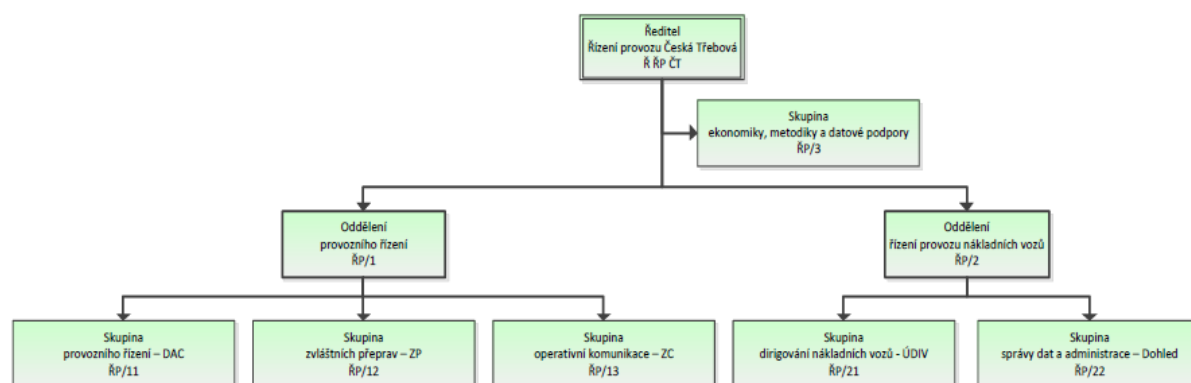 Ředitel
Řízení provozu Česká Třebová
Ř ŘP ČT
Skupina
ekonomiky, metodiky a datové podpory
ŘP/3
Oddělení
provozního řízení
ŘP/1
Oddělení
řízení provozu nákladních vozů
ŘP/2
Skupina
provozního řízení – DAC
ŘP/11
Skupina
zvláštních přeprav – ZP
ŘP/12
Skupina
operativní komunikace – ZC
ŘP/13
Skupina
dirigování nákladních vozů - ÚDIV
ŘP/21
Skupina
správy dat a administrace – Dohled
ŘP/22